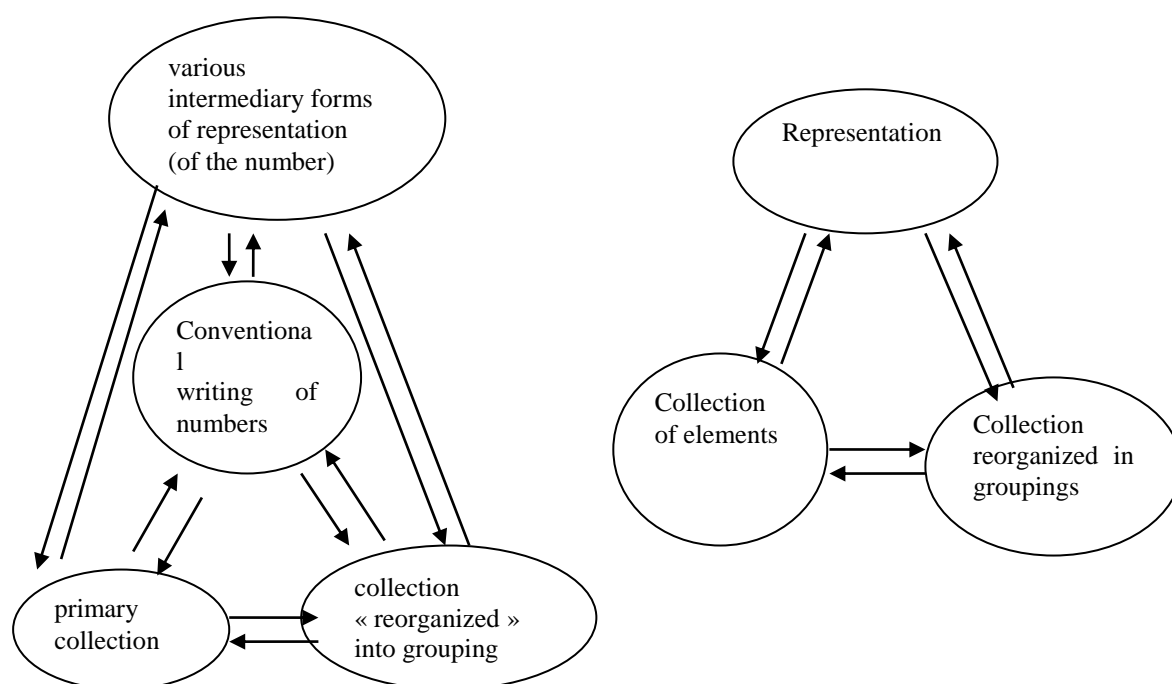 various
intermediary forms
of representation
(of the number)
Conventiona
l
writing of
numbers
primary
collection
collection
« reorganized »
into grouping
Representation
Collection
of elements
Collection
reorganized in
groupings